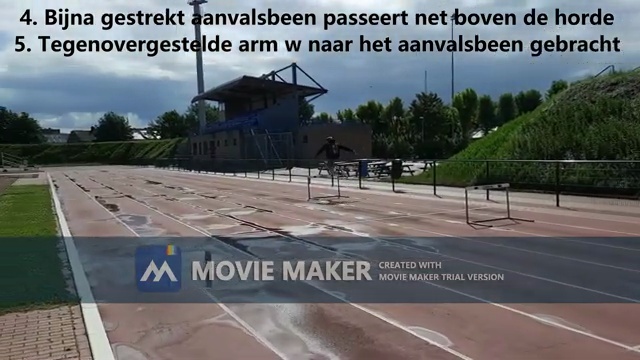 4. Bijna gestrekt aanvalsbeen passeert net boven de horde
5. Tegenovergestelde arm w naar het aanvalsbeen gebracht
MOVIE MAKER
CREATED WITH
MOVIE MAKER TRIAL VERSION